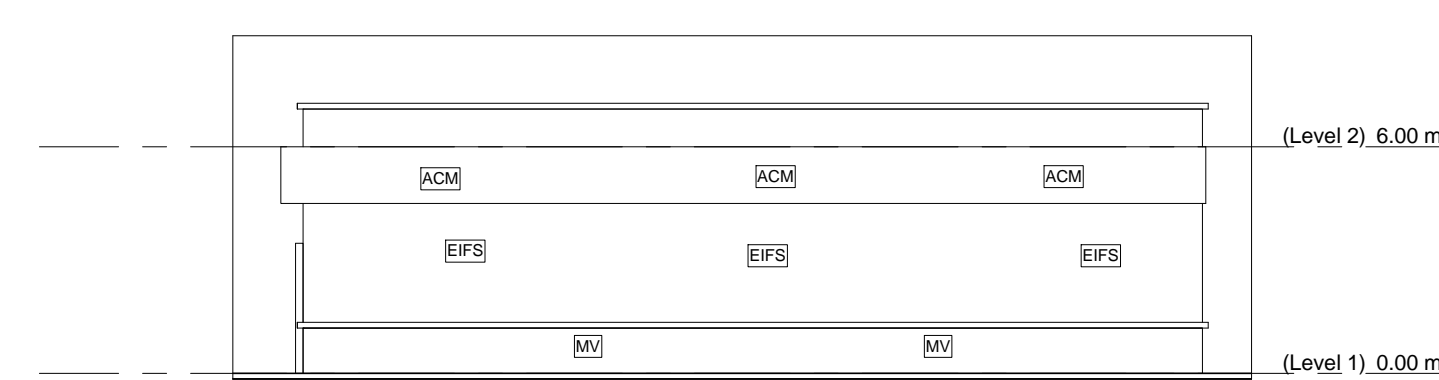 (Level 2) 6.00 m
ACM ACM ACM
EIFS EIFS EIFS
MV MV
(Level 1) 0.00 m